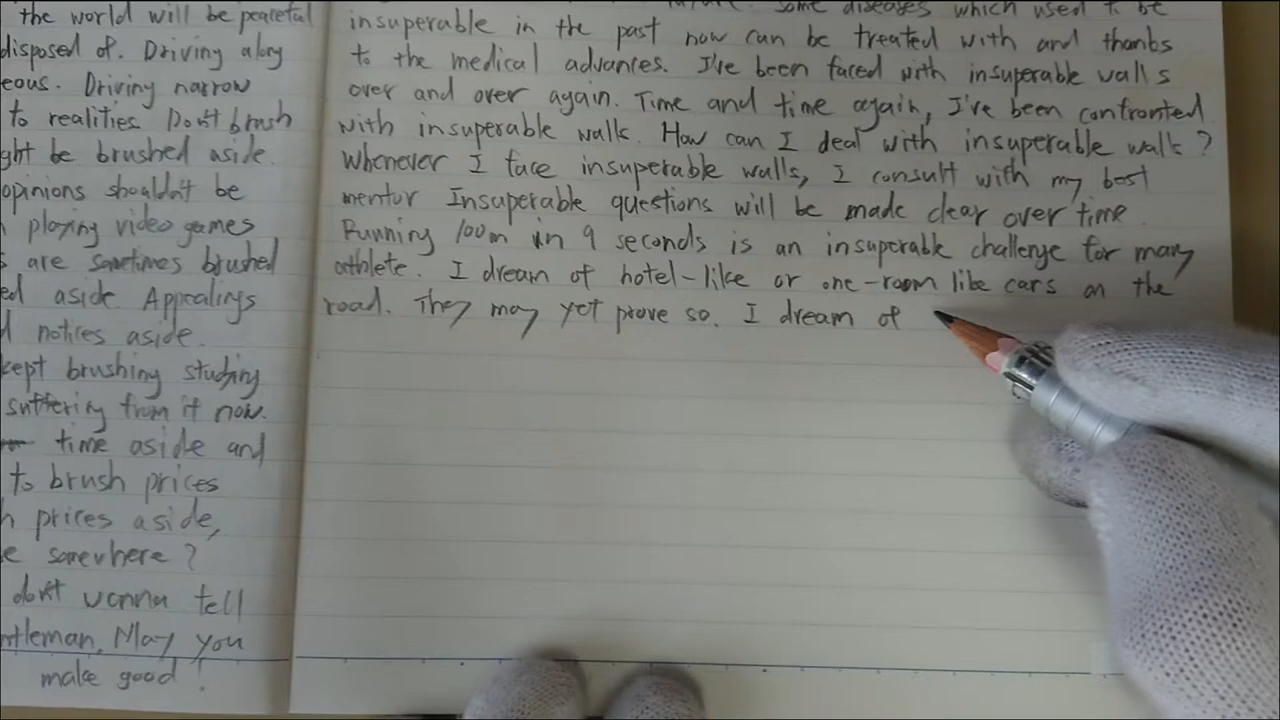 the world will be peaceful
disposed of. Driving along
eous. Driving narrow
to realities. Don't brush
ght be brushed aside.
opinions shouldn't be
playing video games
s are sometimes brushed
ed aside. Appealings
d notices aside.
kept brushing studying
suffering from it now.
time aside and
to brush prices
h prices aside,
e somewhere?
don't wanna tell
ntleman. May you
make good!
some diseases which used to be
insuperable in the past now can be treated with and thanks
to the medical advances. I've been faced with insuperable walls
over and over again. Time and time again, I've been confronted
with insuperable walls. How can I deal with insuperable walls?
Whenever I face insuperable walls, I consult with my best
mentor. Insuperable questions will be made clear over time.
Running 100m in 9 seconds is an insuperable challenge for many
athlete. I dream of hotel-like or one-room like cars on the
road. They may yet prove so. I dream of